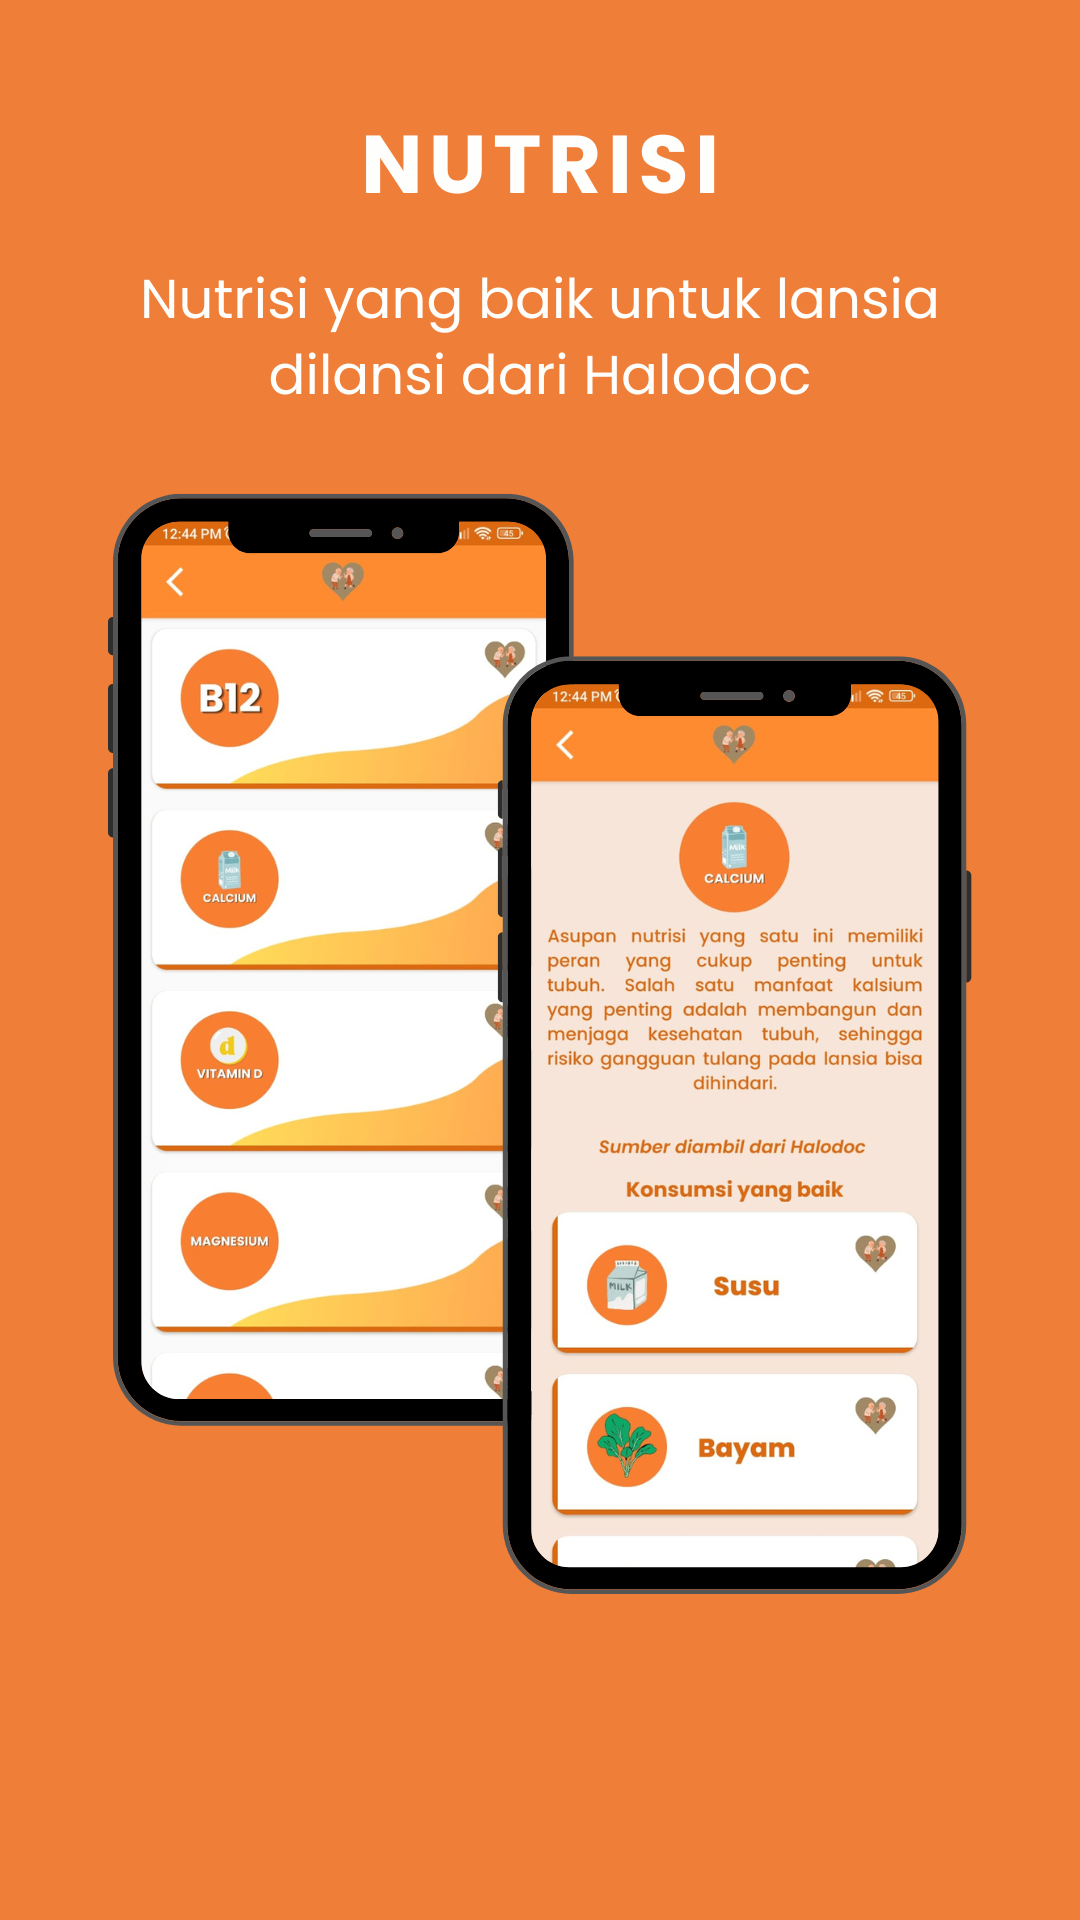 NUTRISI
Nutrisi yang baik untuk lansia
dilansi dari Halodoc
12:44 PM
45
B12
Milk
CALCIUM
d
VITAMIN D
MAGNESIUM
12:44 PM
45
Milk
CALCIUM
Asupan nutrisi yang satu ini memiliki
peran yang cukup penting untuk
tubuh. Salah satu manfaat kalsium
yang penting adalah membangun dan
menjaga kesehatan tubuh, sehingga
risiko gangguan tulang pada lansia bisa
dihindari.
Sumber diambil dari Halodoc
Konsumsi yang baik
MILK
Susu
Bayam